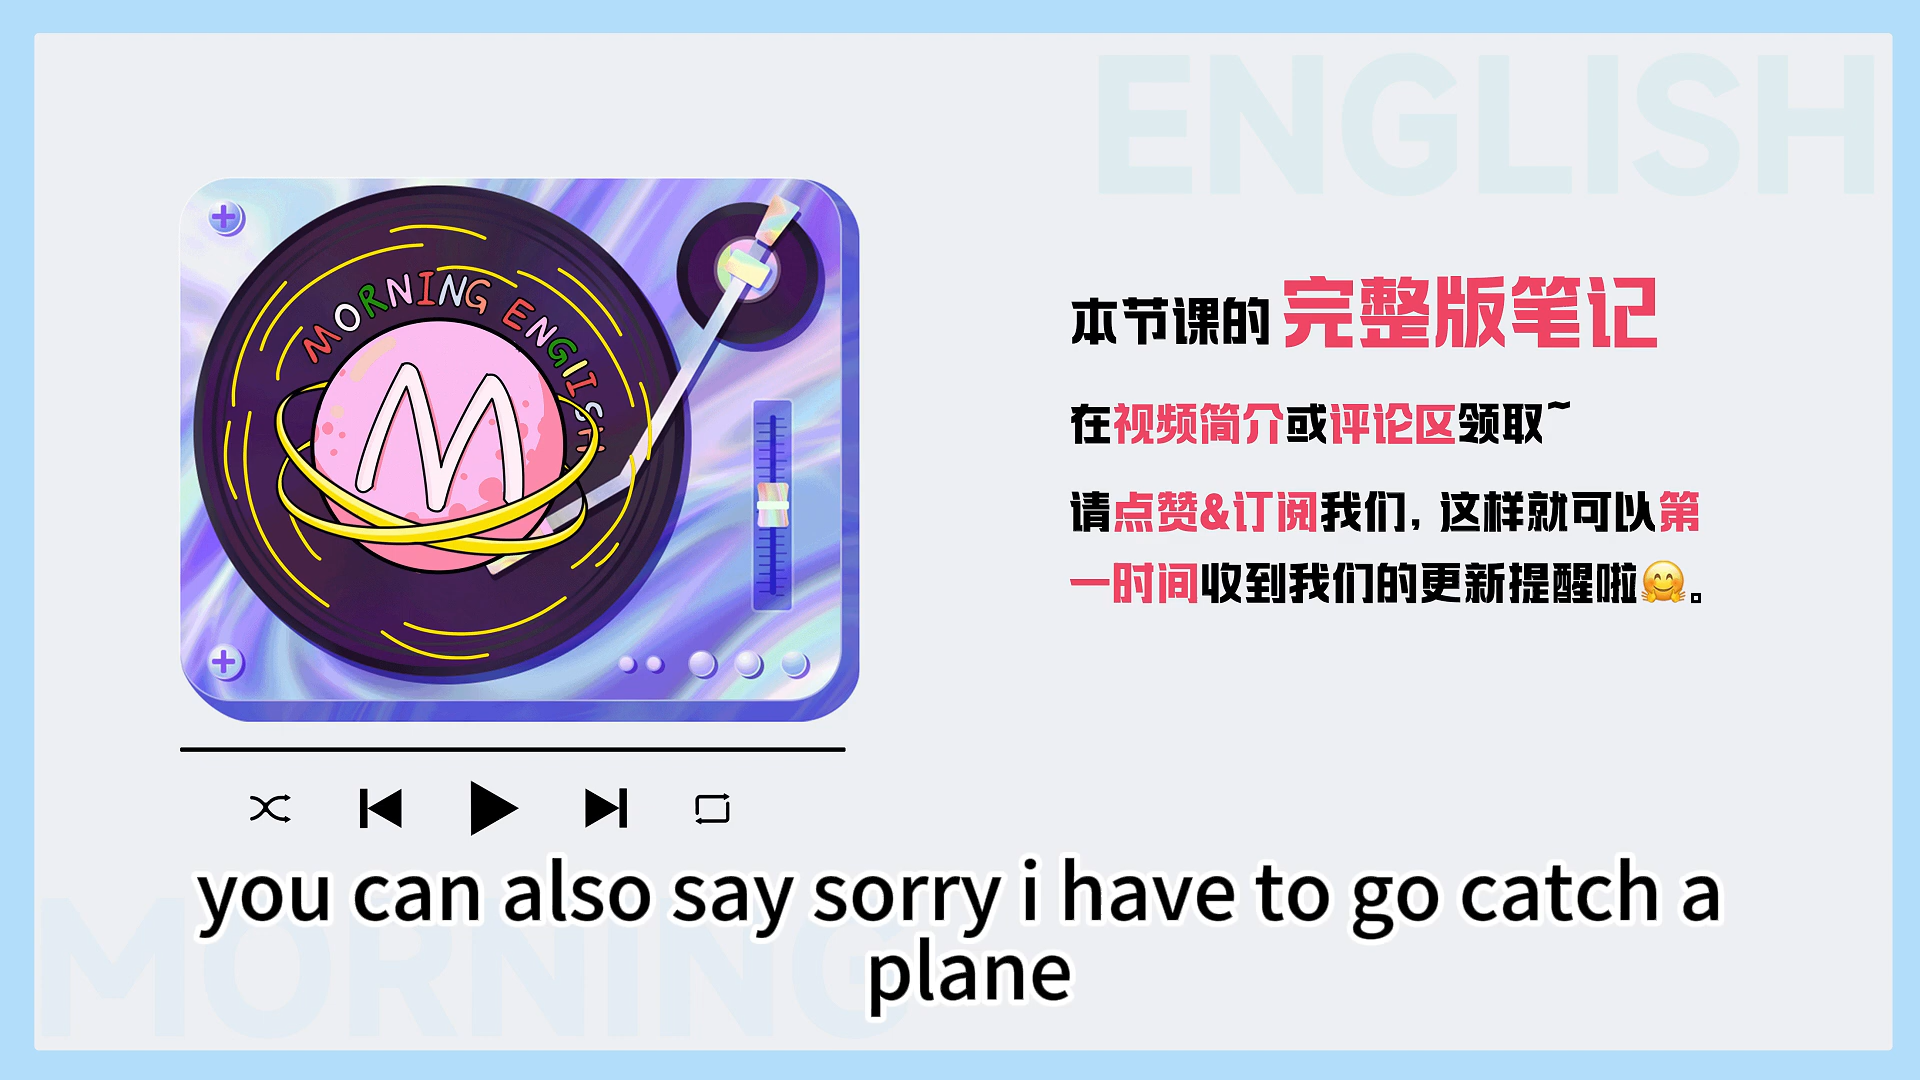 ENGLISH
MORNING ENGlISH
M
本节课的完整版笔记
在视频简介或评论区领取~
请点赞&订阅我们，这样就可以第
一时间收到我们的更新提醒啦🤗。
MORNING
you can also say sorry i have to go catch a
plane